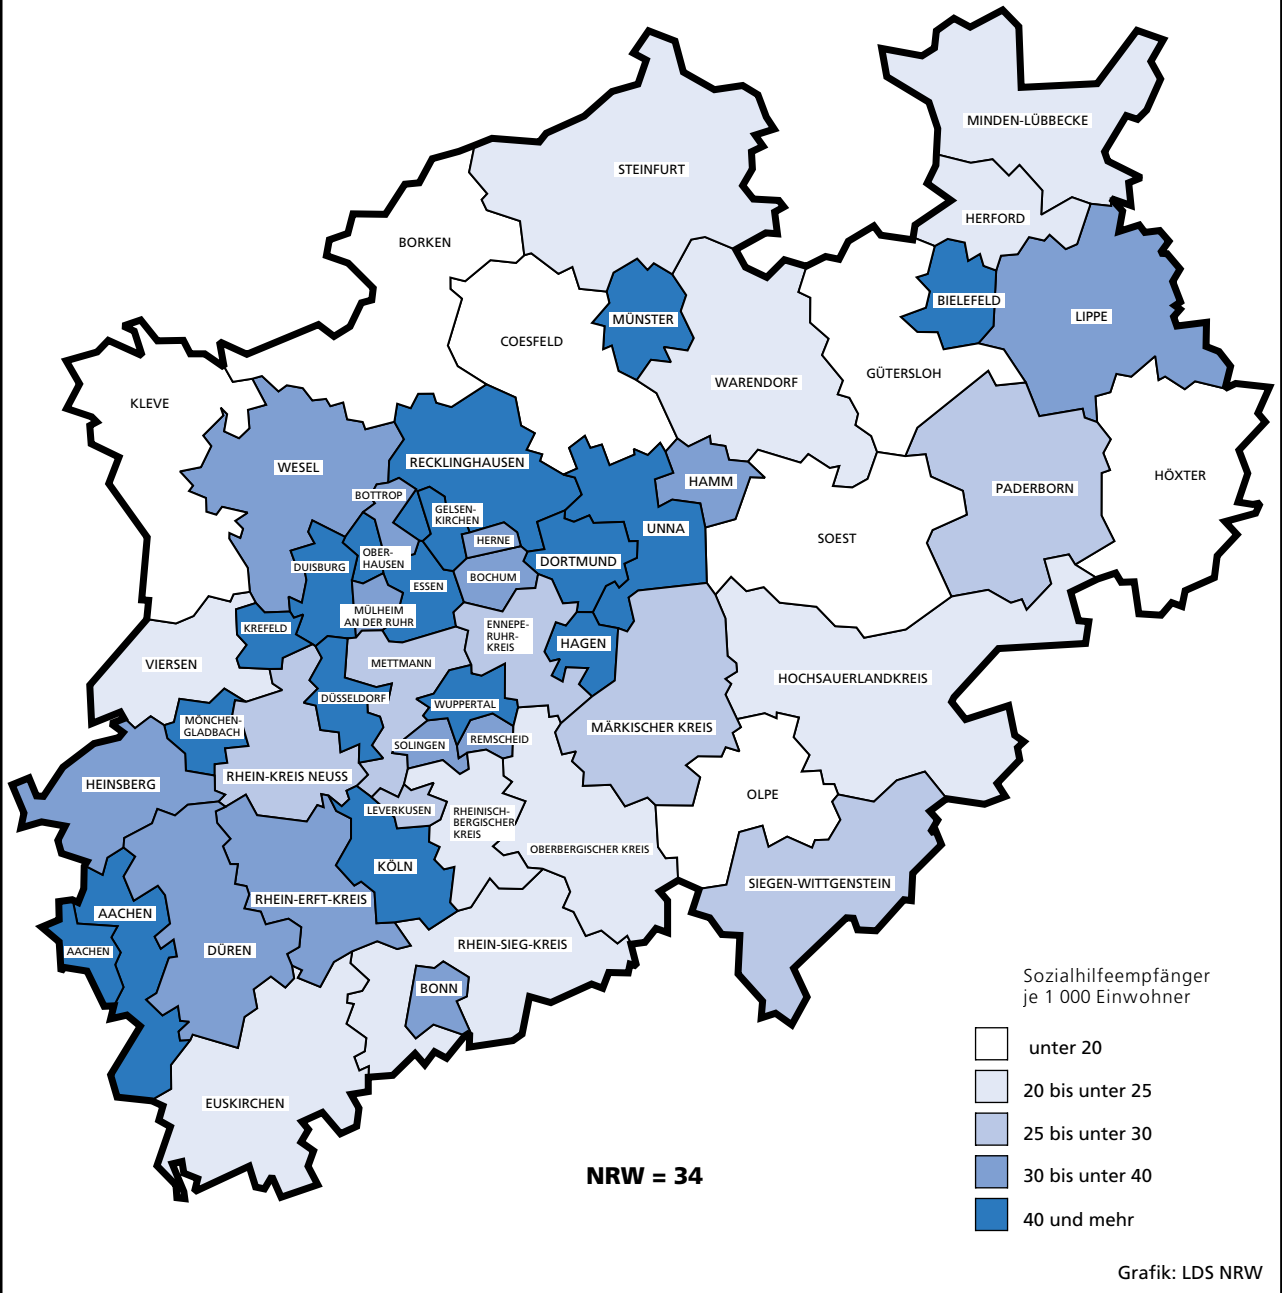 MINDEN-LÜBBECKE
STEINFURT
HERFORD
BORKEN
BIELEFELD
LIPPE
MÜNSTER
COESFELD
GÜTERSLOH
WARENDORF
KLEVE
RECKLINGHAUSEN
WESEL
HÖXTER
HAMM
PADERBORN
BOTTROP
GELSEN-
KIRCHEN
UNNA
SOEST
HERNE
OBER-
HAUSEN
DORTMUND
DUISBURG
BOCHUM
ESSEN
MÜLHEIM
AN DER RUHR
KREFELD
ENNEPE-
RUHR-
KREIS
HAGEN
VIERSEN
METTMANN
HOCHSAUERLANDKREIS
DÜSSELDORF
WUPPERTAL
MÖNCHEN-
GLADBACH
MÄRKISCHER KREIS
SOLINGEN
REMSCHEID
HEINSBERG
RHEIN-KREIS NEUSS
OLPE
LEVERKUSEN
RHEINISCH-
BERGISCHER
KREIS
OBERBERGISCHER KREIS
KÖLN
SIEGEN-WITTGENSTEIN
RHEIN-ERFT-KREIS
AACHEN
AACHEN
DÜREN
RHEIN-SIEG-KREIS
BONN
EUSKIRCHEN
Sozialhilfeempfänger
je 1 000 Einwohner
unter 20
20 bis unter 25
25 bis unter 30
30 bis unter 40
40 und mehr
NRW = 34
Grafik: LDS NRW